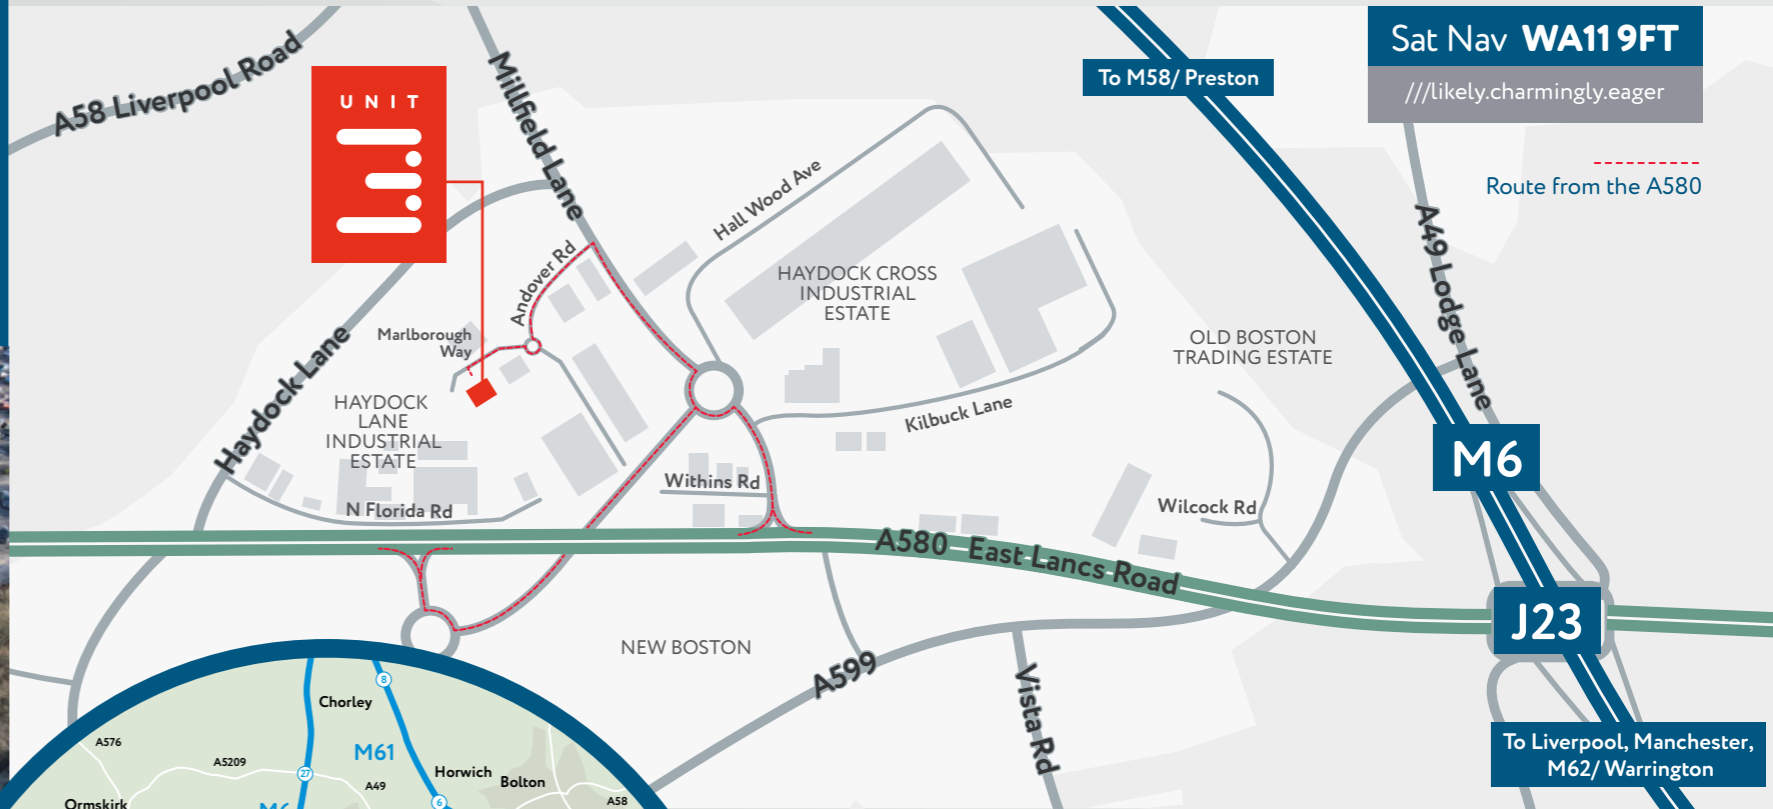 A58 Liverpool Road
UNIT
Millfield Lane
To M58/ Preston
Sat Nav WA11 9FT
///likely.charmingly.eager
Route from the A580
A49 Lodge Lane
Hall Wood Ave
Andover Rd
HAYDOCK CROSS
INDUSTRIAL
ESTATE
Marlborough
Way
OLD BOSTON
TRADING ESTATE
Haydock Lane
HAYDOCK
LANE
INDUSTRIAL
ESTATE
Kilbuck Lane
M6
Withins Rd
N Florida Rd
Wilcock Rd
A580 East Lancs Road
J23
NEW BOSTON
A599
Vista Rd
To Liverpool, Manchester,
M62/ Warrington
8
Chorley
A576
M61
A5209
27
Horwich
Bolton
A49
M6
6
A58
Ormskirk